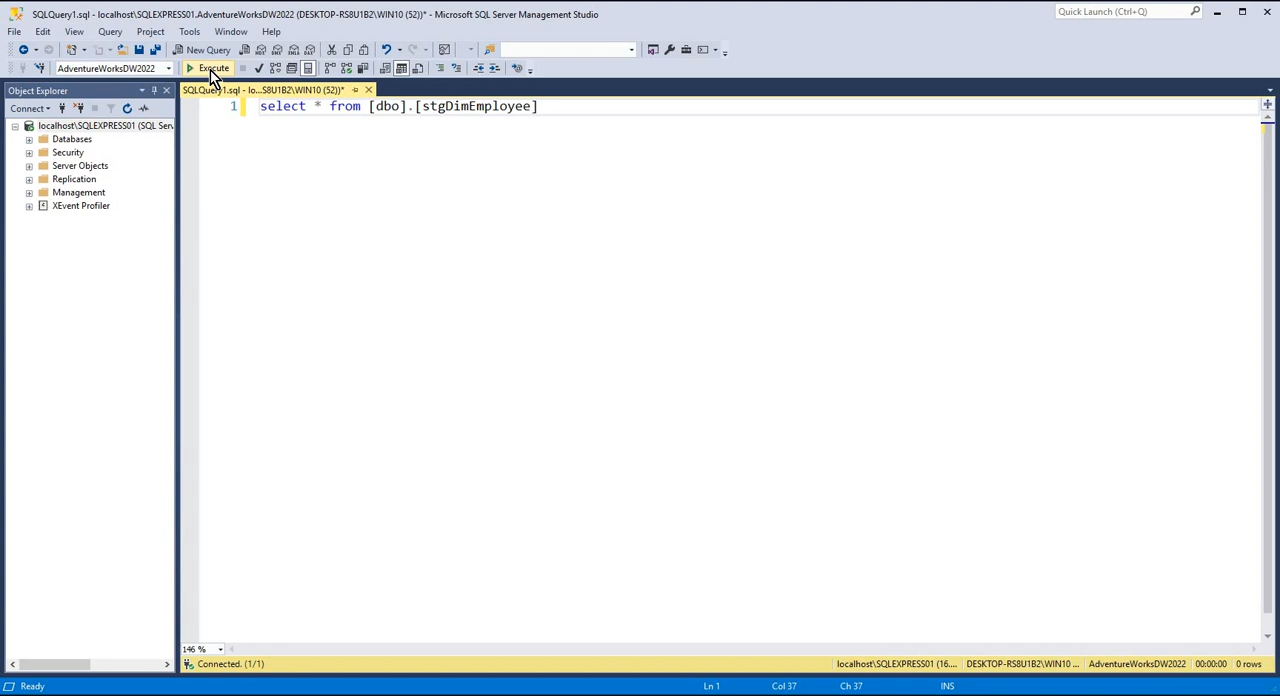 SQLQuery1.sql - localhost\SQLEXPRESS01.AdventureWorksDW2022 (DESKTOP-RS8U1B2\WIN10 (52))* - Microsoft SQL Server Management Studio
Quick Launch (Ctrl+Q)
File Edit View Query Project Tools Window Help
New Query
AdventureWorksDW2022 Execute
Object Explorer
SQLQuery1.sql - lo...S8U1B2\WIN10 (52))*
Connect
1 select * from [dbo].[stgDimEmployee]
localhost\SQLEXPRESS01 (SQL Serv
Databases
Security
Server Objects
Replication
Management
XEvent Profiler
146 %
Connected. (1/1)
localhost\SQLEXPRESS01 (16.... DESKTOP-RS8U1B2\WIN10 ... AdventureWorksDW2022 00:00:00 0 rows
Ready Ln 1 Col 37 Ch 37 INS